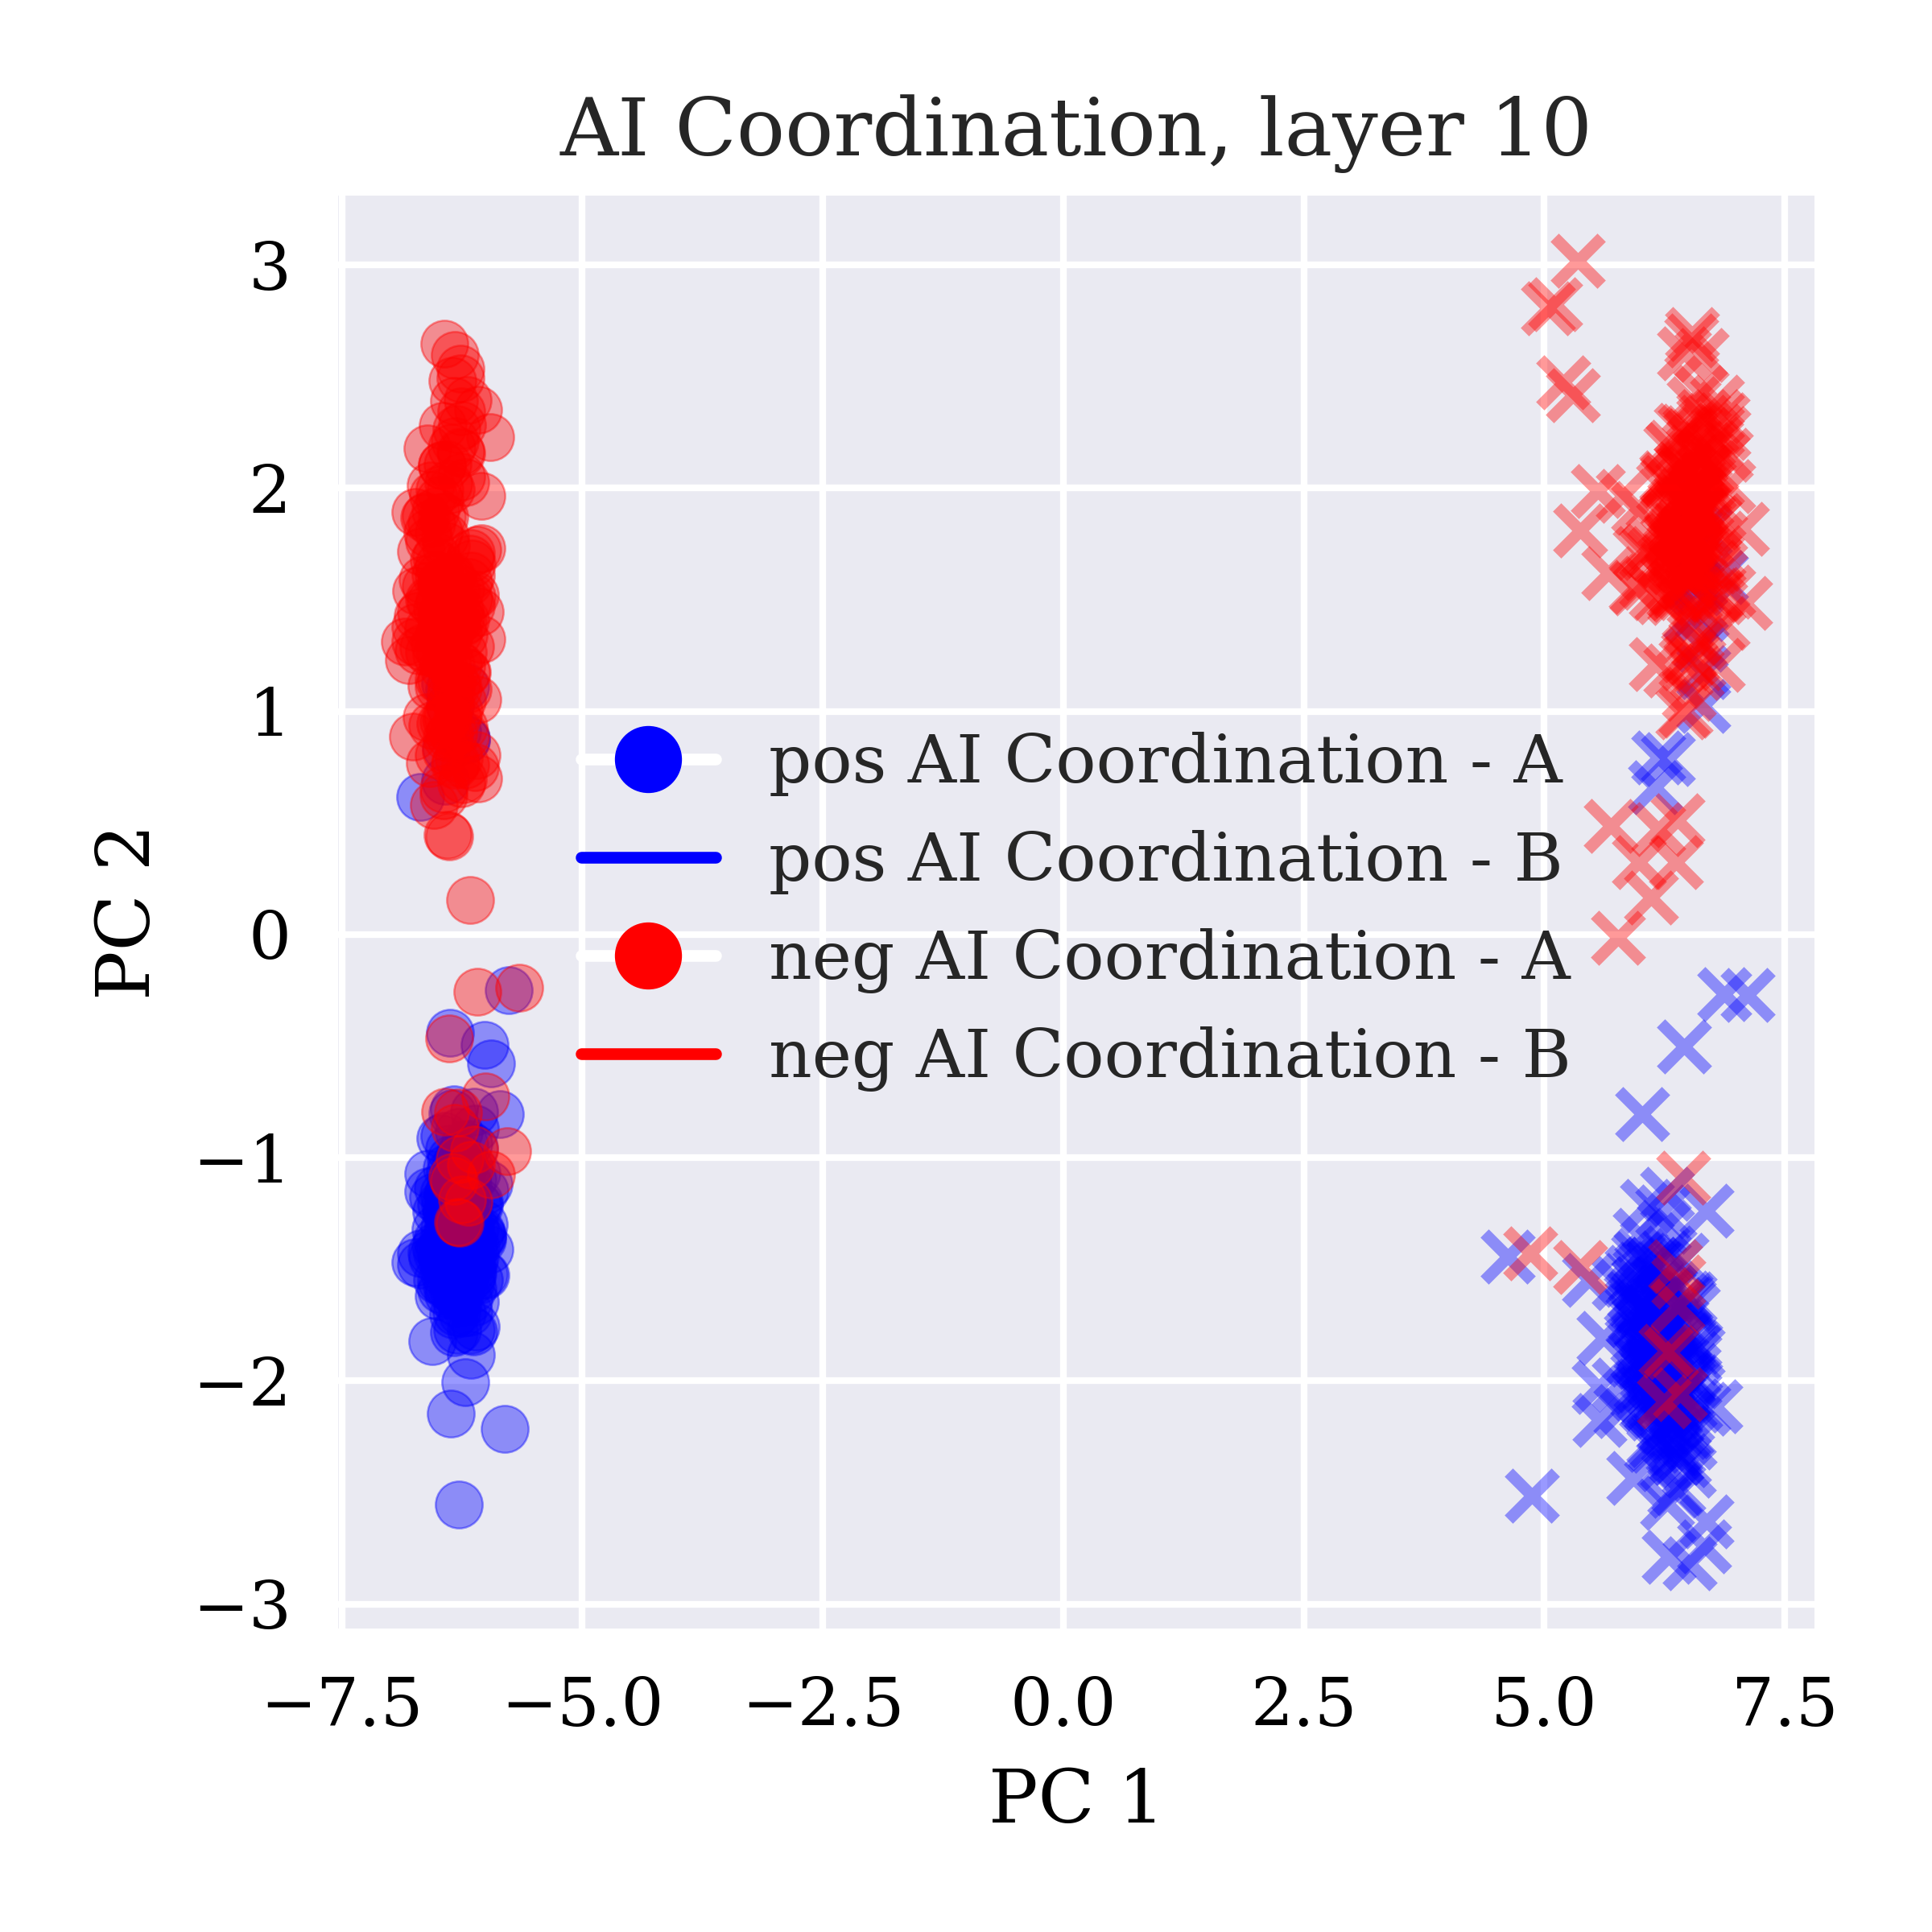 AI Coordination, layer 10
3
2
1
0
−1
−2
−3
PC 2
pos AI Coordination - A
pos AI Coordination - B
neg AI Coordination - A
neg AI Coordination - B
−7.5 −5.0 −2.5 0.0 2.5 5.0 7.5
PC 1